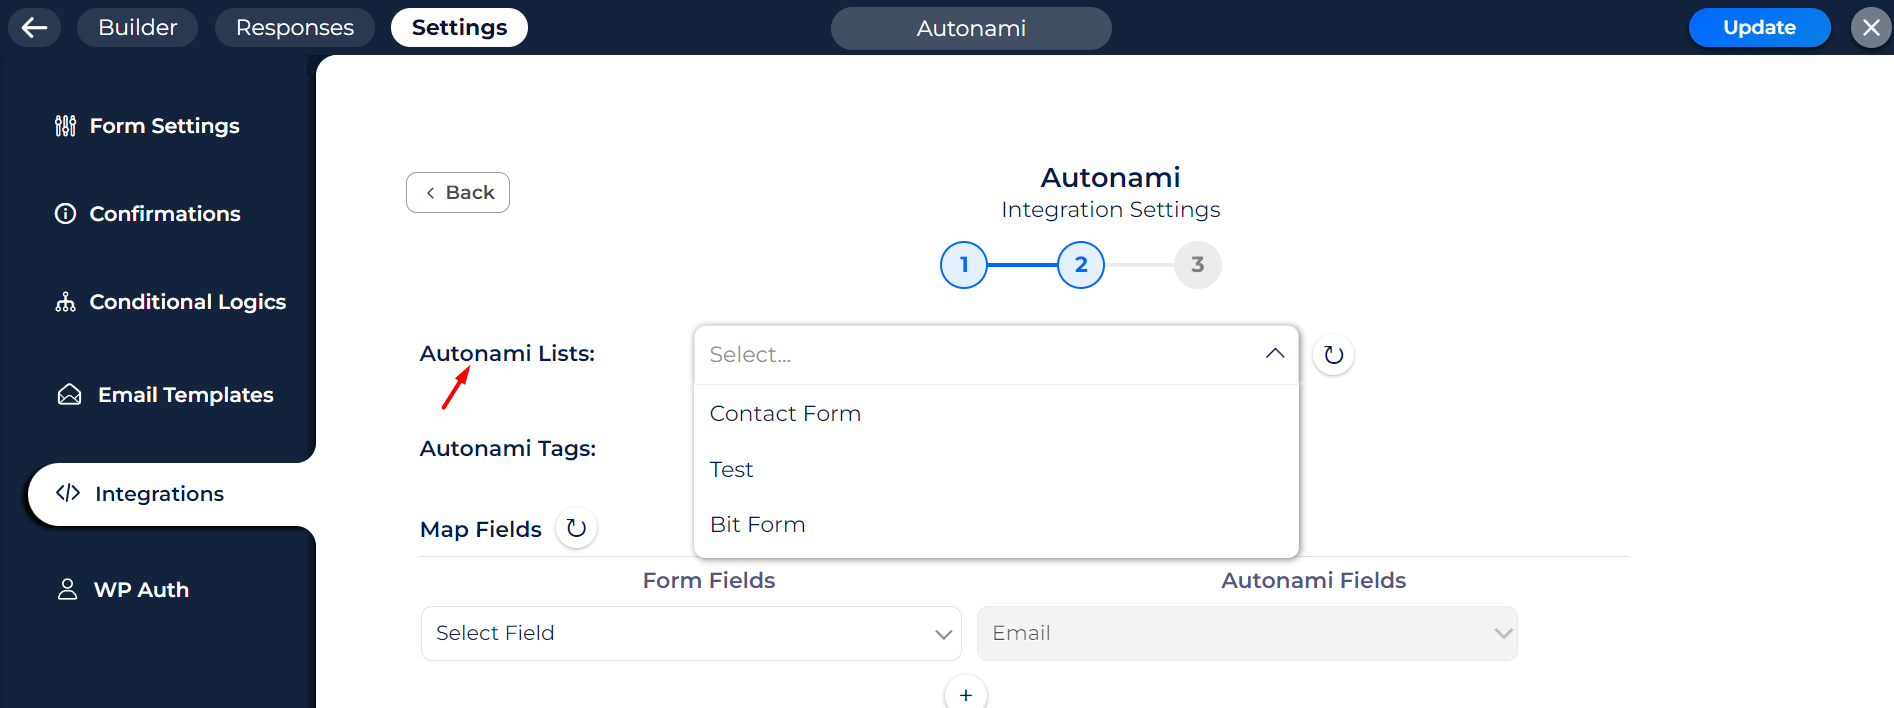 Builder Responses Settings Autonami Update
Form Settings
Confirmations
Conditional Logics
Email Templates
Integrations
WP Auth
Back
Autonami
Integration Settings
1 2 3
Autonami Lists: Select...
Contact Form
Test
Bit Form
Autonami Tags:
Map Fields
Form Fields Autonami Fields
Select Field Email
+